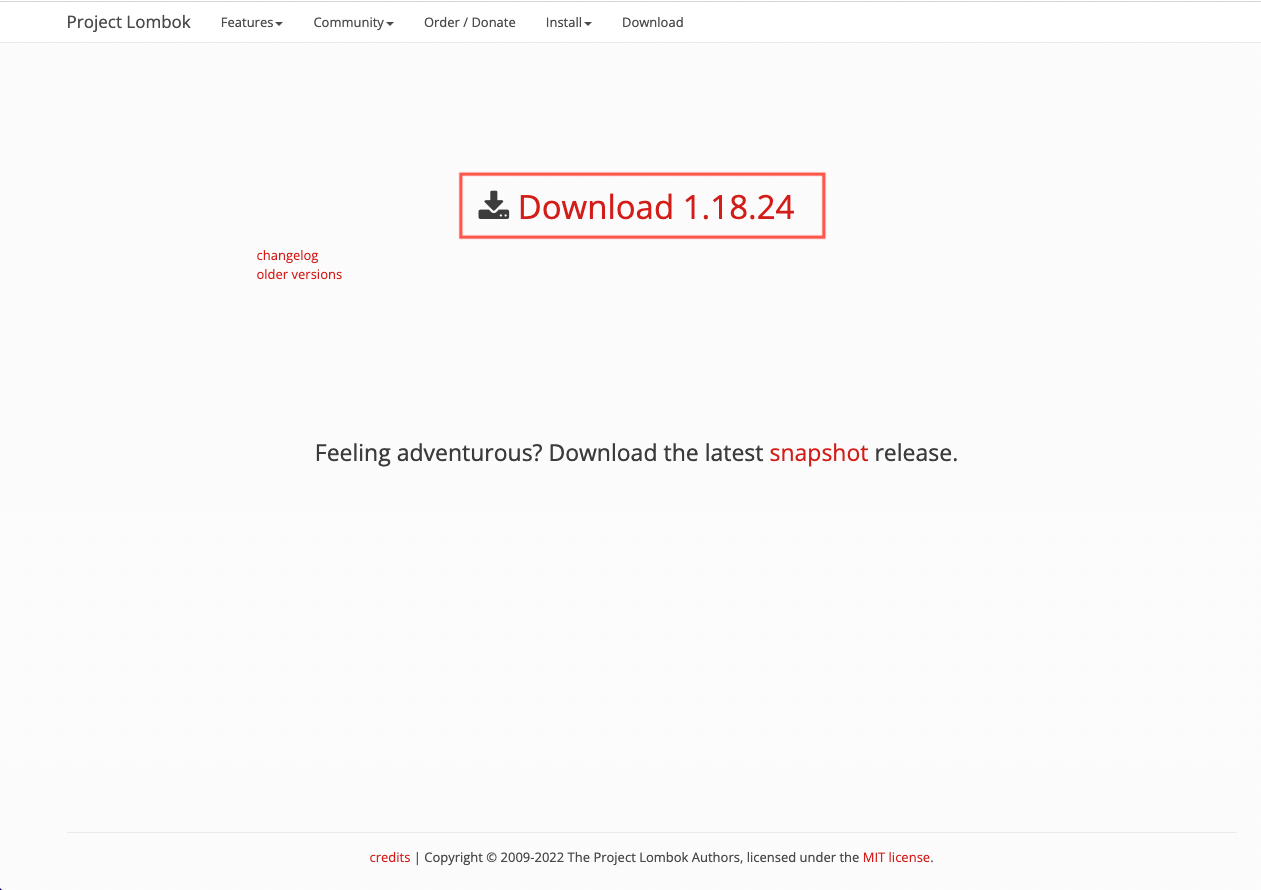 Project Lombok Features Community Order / Donate Install Download
Download 1.18.24
changelog
older versions
Feeling adventurous? Download the latest snapshot release.
credits | Copyright © 2009-2022 The Project Lombok Authors, licensed under the MIT license.